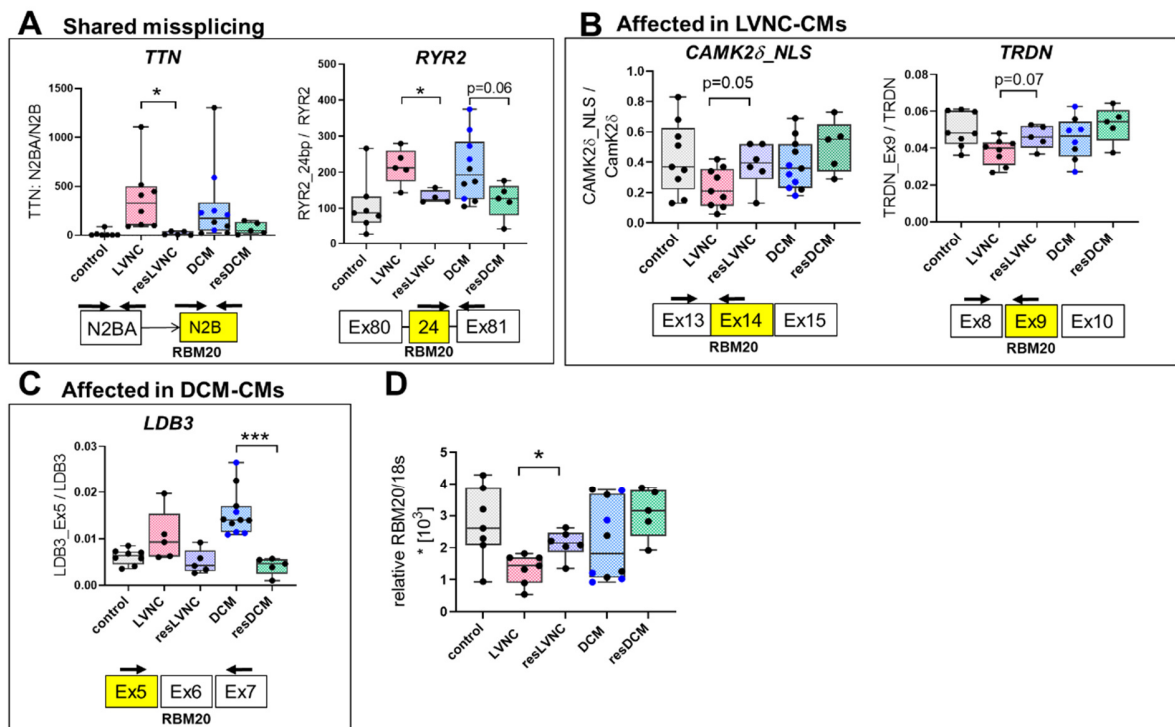 A Shared missplicing
TTN
TTN: N2BA/N2B
1500
1000
500
0
*
control
LVNC
resLVNC
DCM
resDCM
N2BA
N2B
RBM20
RYR2
RYR2_24bp / RYR2
500
400
300
200
100
0
*
p=0.06
control
LVNC
resLVNC
DCM
resDCM
Ex80
24
Ex81
RBM20
B Affected in LVNC-CMs
CAMK2δ_NLS
CAMK2δ_NLS /
CamK2δ
1.0
0.8
0.6
0.4
0.2
0.0
p=0.05
control
LVNC
resLVNC
DCM
resDCM
Ex13
Ex14
Ex15
RBM20
TRDN
TRDN_Ex9 / TRDN
0.08
0.06
0.04
0.02
0.00
p=0.07
control
LVNC
resLVNC
DCM
resDCM
Ex8
Ex9
Ex10
RBM20
C Affected in DCM-CMs
LDB3
LDB3_Ex5 / LDB3
0.03
0.02
0.01
0.00
***
control
LVNC
resLVNC
DCM
resDCM
Ex5
Ex6
Ex7
RBM20
D
relative RBM20/18s
* [10³]
5
4
3
2
1
0
*
control
LVNC
resLVNC
DCM
resDCM